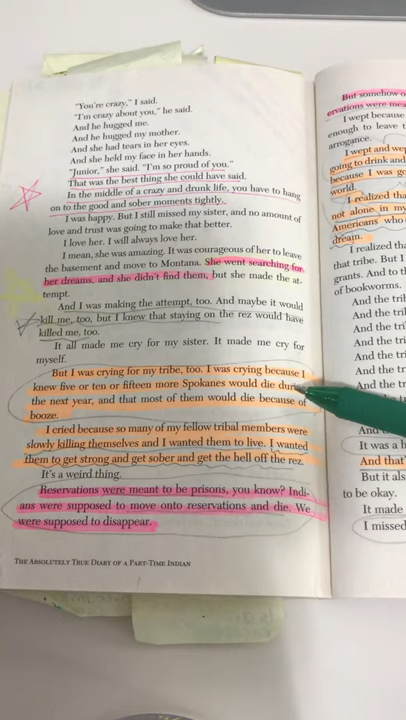 "You're crazy," I said.
"I'm crazy about you," he said.
And he hugged me.
And he hugged my mother.
And she had tears in her eyes.
And she held my face in her hands.
"Junior," she said. "I'm so proud of you."
That was the best thing she could have said.
In the middle of a crazy and drunk life, you have to hang
on to the good and sober moments tightly.
I was happy. But I still missed my sister, and no amount of
love and trust was going to make that better.
I love her. I will always love her.
I mean, she was amazing. It was courageous of her to leave
the basement and move to Montana. She went searching for
her dreams, and she didn't find them, but she made the at-
tempt.
And I was making the attempt, too. And maybe it would
kill me, too, but I knew that staying on the rez would have
killed me, too.
It all made me cry for my sister. It made me cry for
myself.
But I was crying for my tribe, too. I was crying because I
knew five or ten or fifteen more Spokanes would die during
the next year, and that most of them would die because of
booze.
I cried because so many of my fellow tribal members were
slowly killing themselves and I wanted them to live. I wanted
them to get strong and get sober and get the hell off the rez.
It's a weird thing.
Reservations were meant to be prisons, you know? Indi-
ans were supposed to move onto reservations and die. We
were supposed to disappear.
THE ABSOLUTELY TRUE DIARY OF A PART-TIME INDIAN
But somehow
ervations were
I wept because
enough to leave
arrogance.
I wept and
going to drink and
because I was
world.
I realized
not alone in my
Americans who
dream.
I realized
that tribe. But I
grants. And to
of bookworms.
And the
And the
And the
And the
And the
And the
And the
And
It was a
And that
But it
to be okay.
It made
I missed